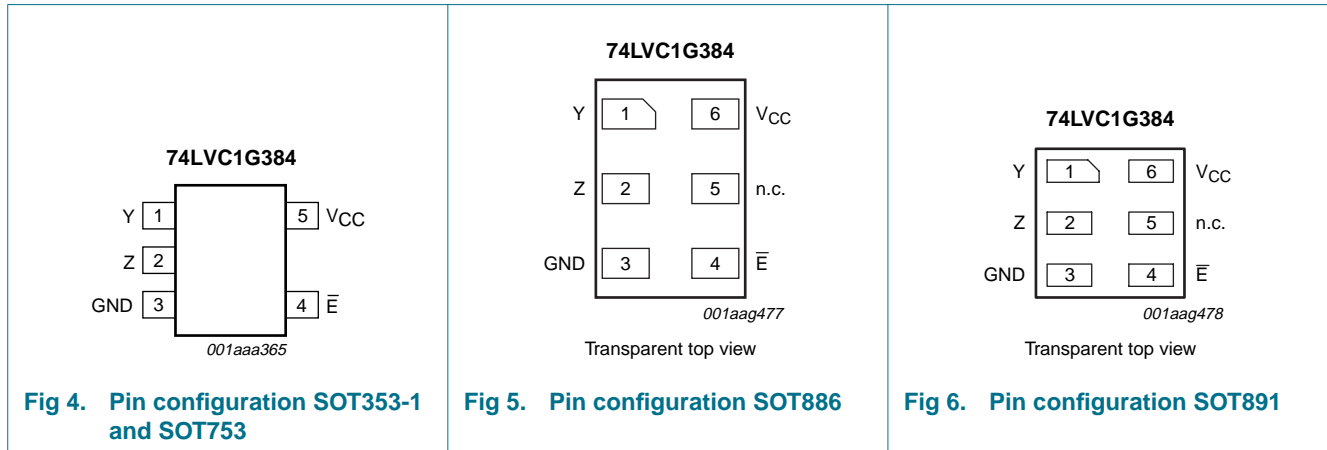 74LVC1G384
Y 1
5 VCC
Z 2
GND 3
4 E̅
001aaa365
Fig 4. Pin configuration SOT353-1
and SOT753
74LVC1G384
Y 1
6 VCC
Z 2
5 n.c.
GND 3
4 E̅
001aag477
Transparent top view
Fig 5. Pin configuration SOT886
74LVC1G384
Y 1
6 VCC
Z 2
5 n.c.
GND 3
4 E̅
001aag478
Transparent top view
Fig 6. Pin configuration SOT891